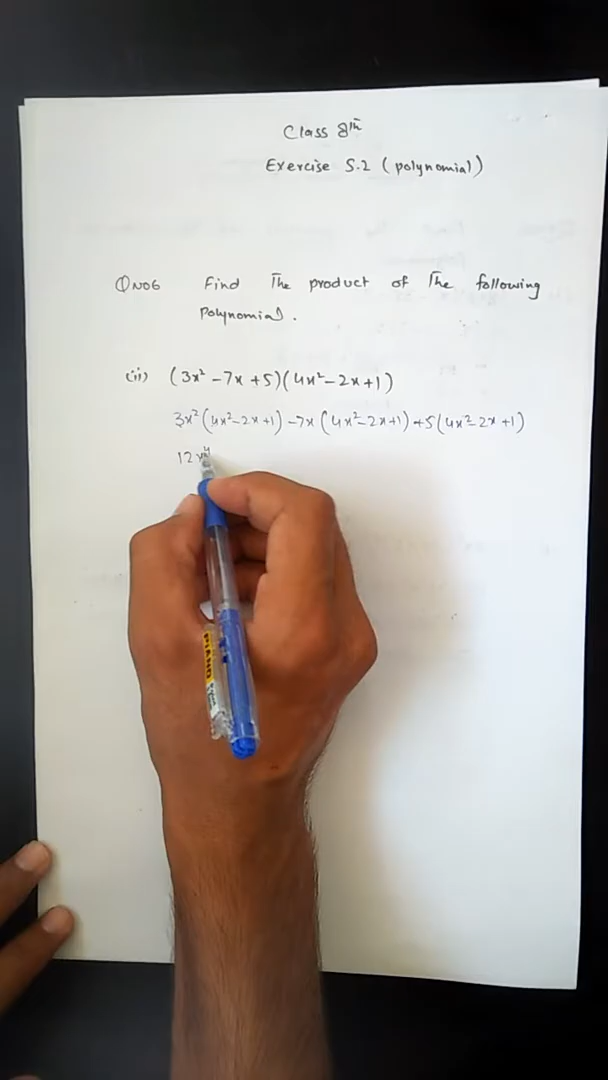 Class 8th
Exercise 5.2 (polynomial)
Q NO6 Find The product of The following
Polynomial.
(ii) (3x² - 7x + 5)(4x² - 2x + 1)
3x²(4x² - 2x + 1) - 7x(4x² - 2x + 1) + 5(4x² - 2x + 1)
12x⁴
PIANO